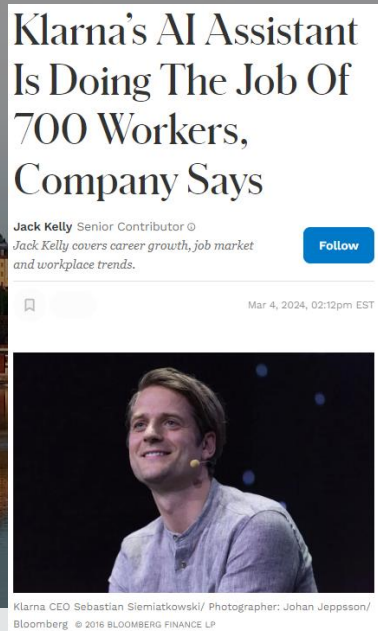 Klarna’s AI Assistant
Is Doing The Job Of
700 Workers,
Company Says
Jack Kelly Senior Contributor
Jack Kelly covers career growth, job market
and workplace trends.
Follow
Mar 4, 2024, 02:12pm EST
Klarna CEO Sebastian Siemiatkowski/ Photographer: Johan Jeppsson/
Bloomberg © 2016 BLOOMBERG FINANCE LP